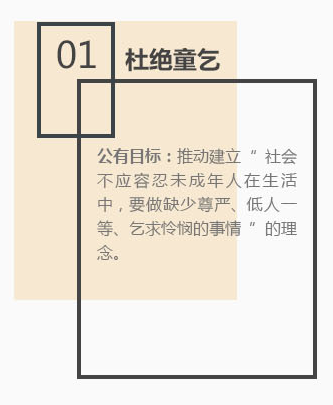 01
杜绝童乞
公有目标：推动建立＂社会
不应容忍未成年人在生活
中，要做缺少尊严、低人一
等、乞求怜悯的事情＂的理
念。